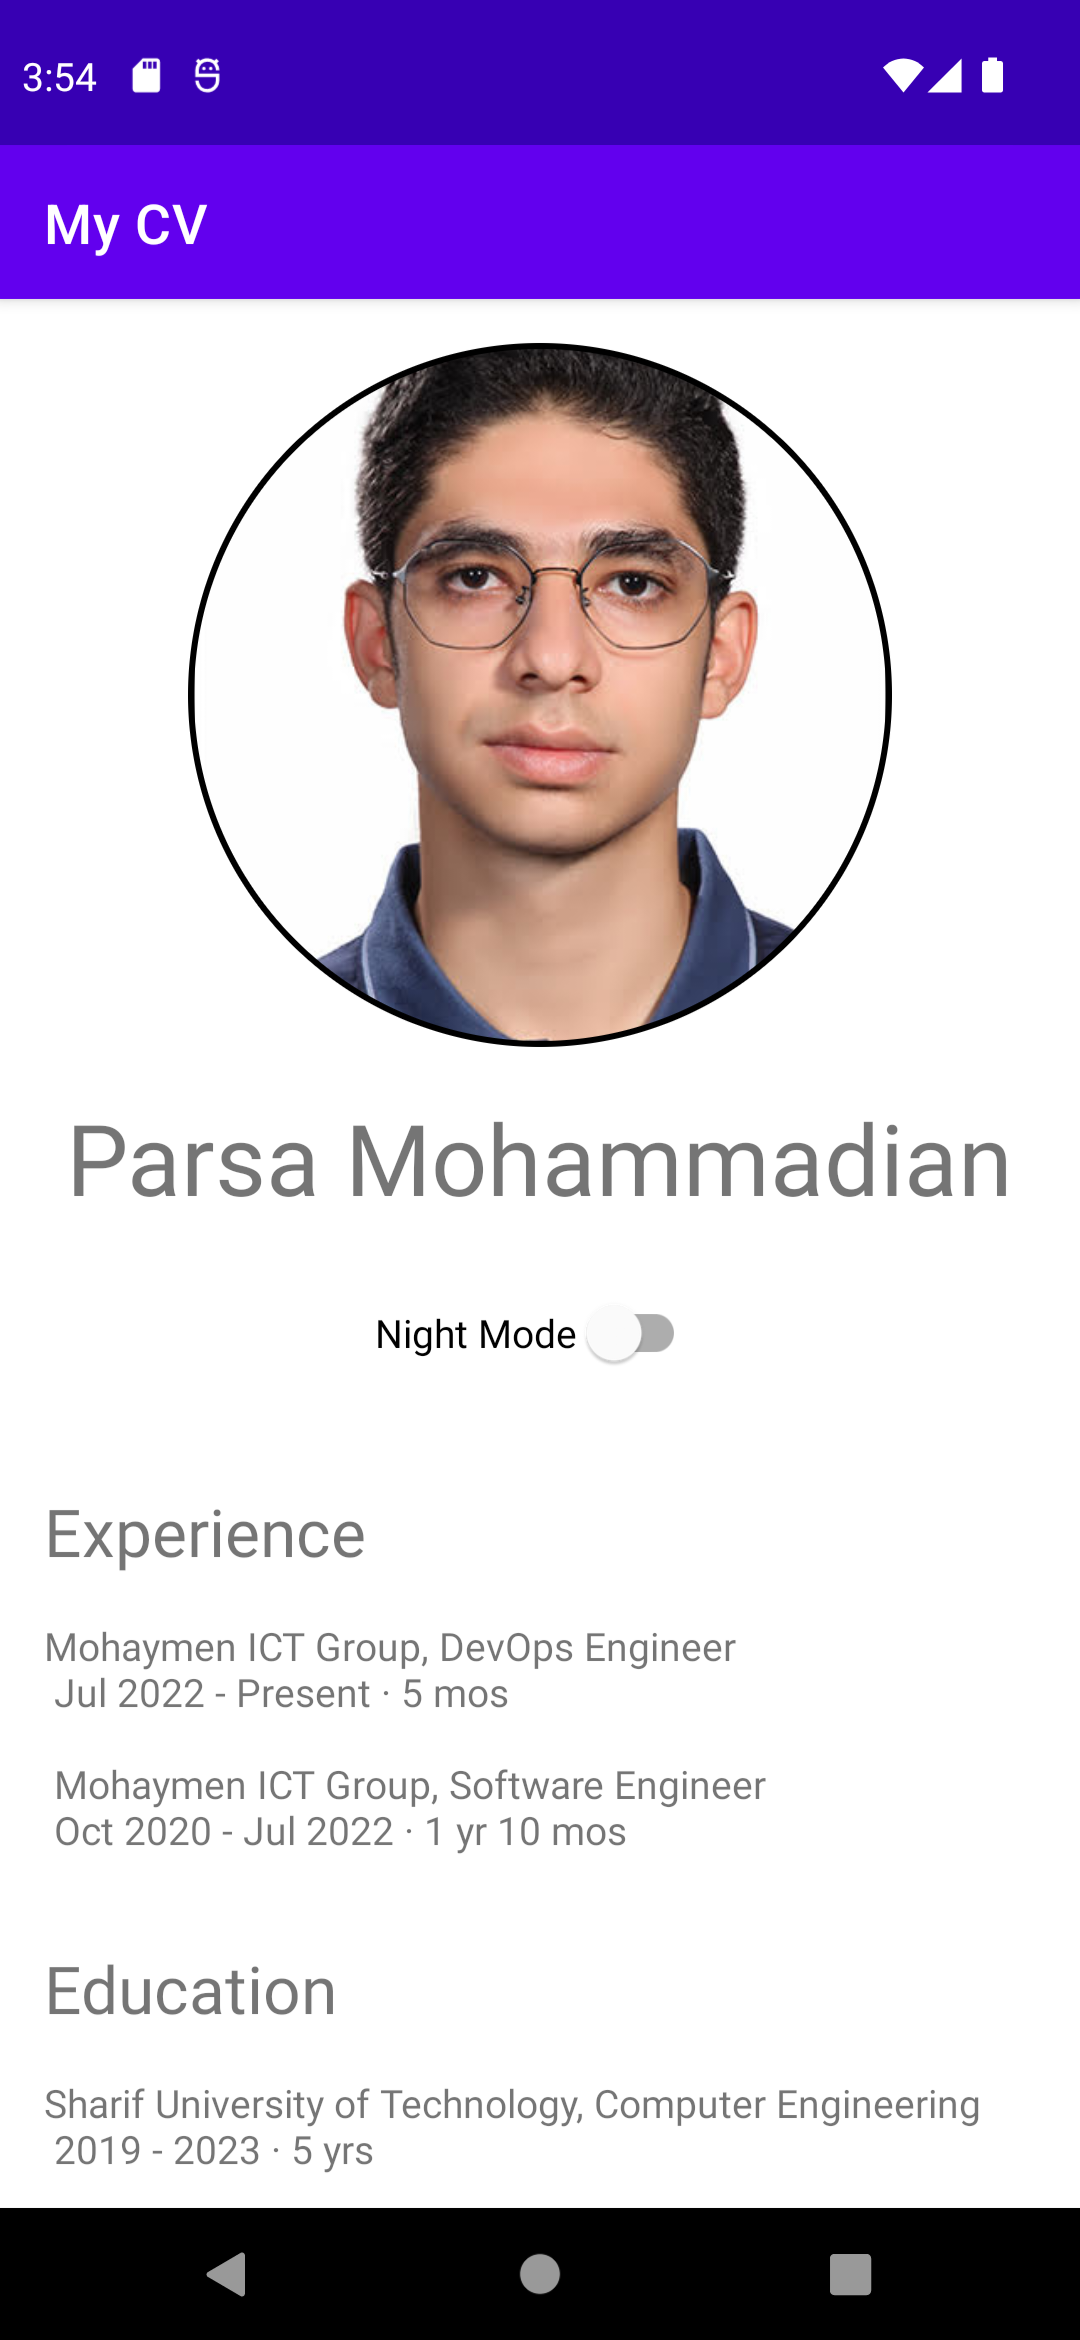 3:54
My CV
Parsa Mohammadian
Night Mode
Experience
Mohaymen ICT Group, DevOps Engineer
Jul 2022 - Present · 5 mos
Mohaymen ICT Group, Software Engineer
Oct 2020 - Jul 2022 · 1 yr 10 mos
Education
Sharif University of Technology, Computer Engineering
2019 - 2023 · 5 yrs